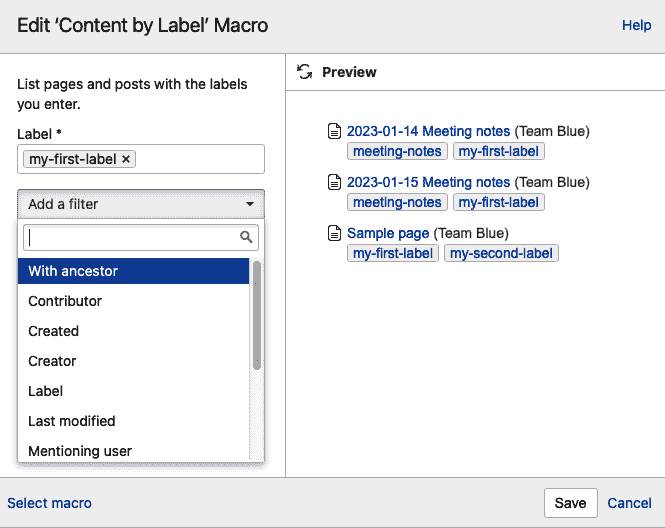 Edit ‘Content by Label’ Macro
Help
List pages and posts with the labels
you enter.
Label *
my-first-label ×
Add a filter
With ancestor
Contributor
Created
Creator
Label
Last modified
Mentioning user
Preview
2023-01-14 Meeting notes (Team Blue)
meeting-notes my-first-label
2023-01-15 Meeting notes (Team Blue)
meeting-notes my-first-label
Sample page (Team Blue)
my-first-label my-second-label
Select macro
Save Cancel